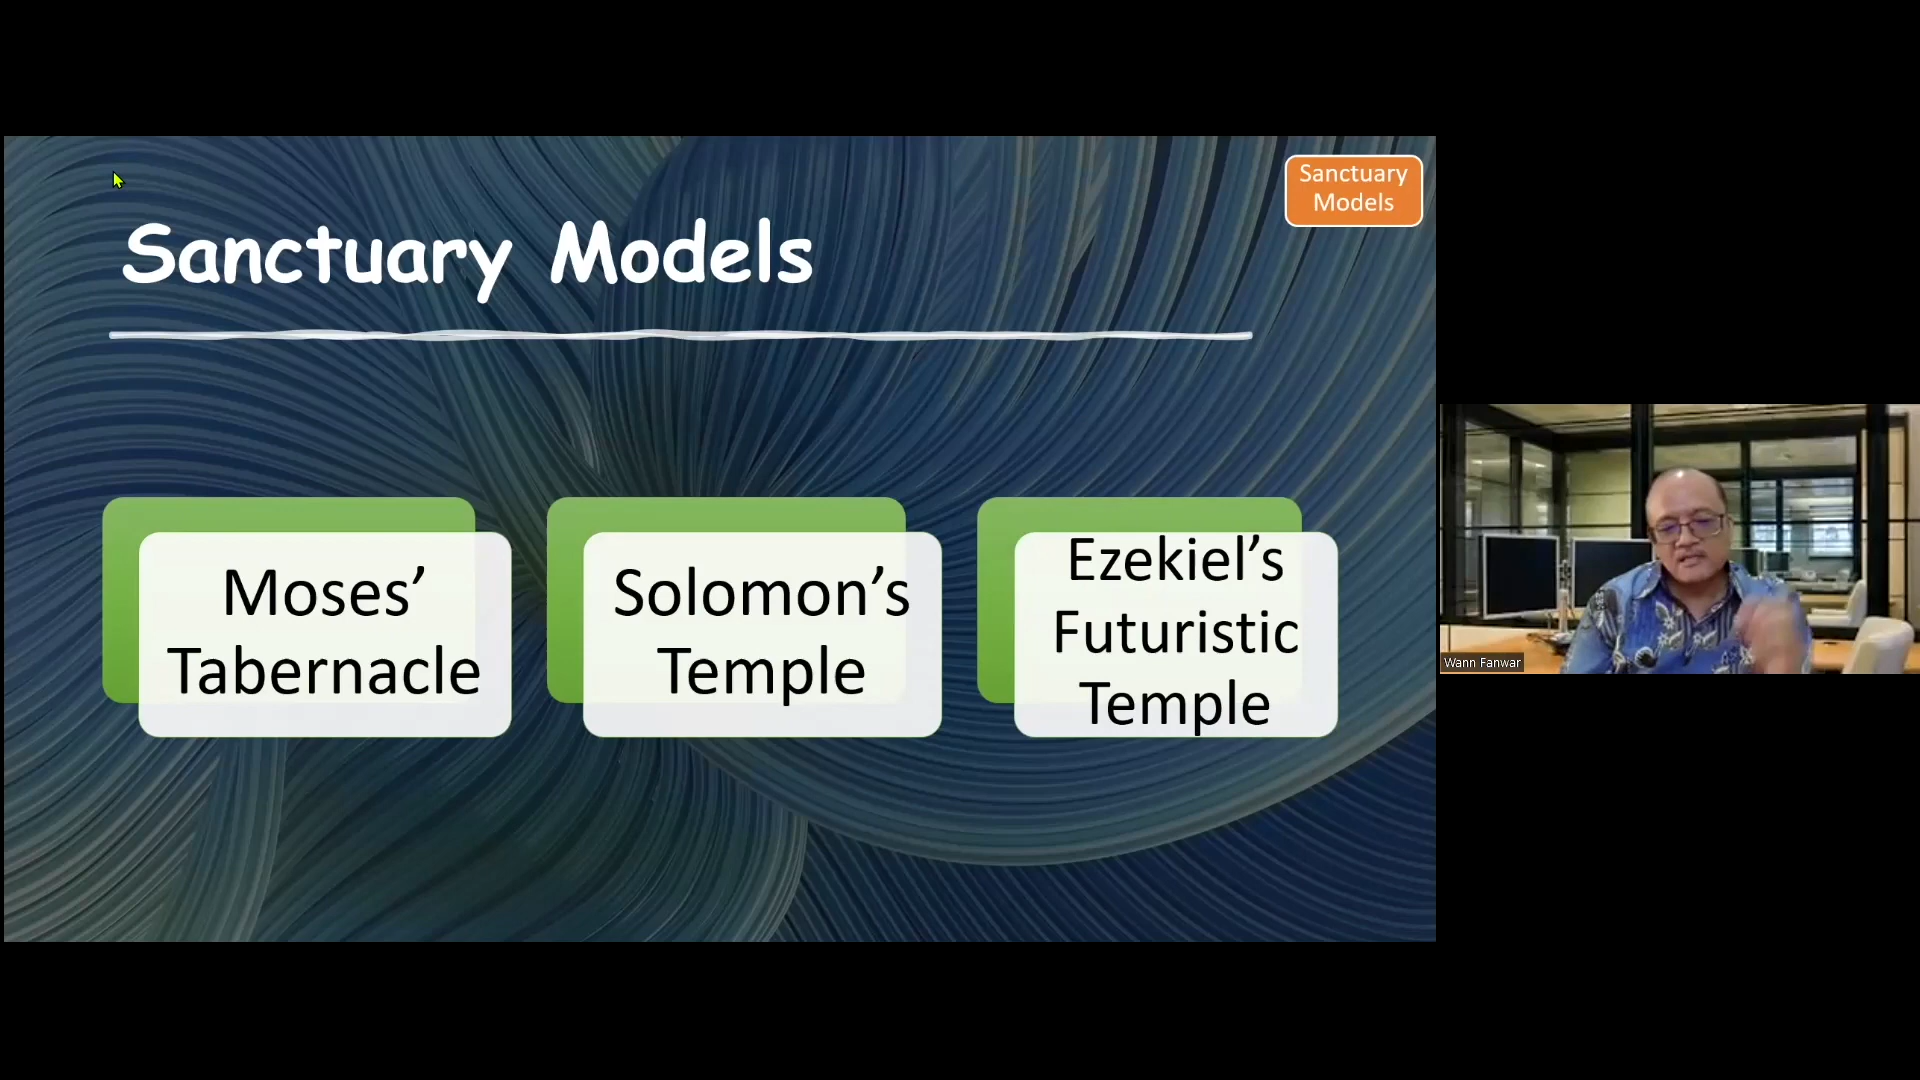 Sanctuary
Models
Sanctuary Models
Moses’
Tabernacle
Solomon’s
Temple
Ezekiel’s
Futuristic
Temple
Wann Fanwar